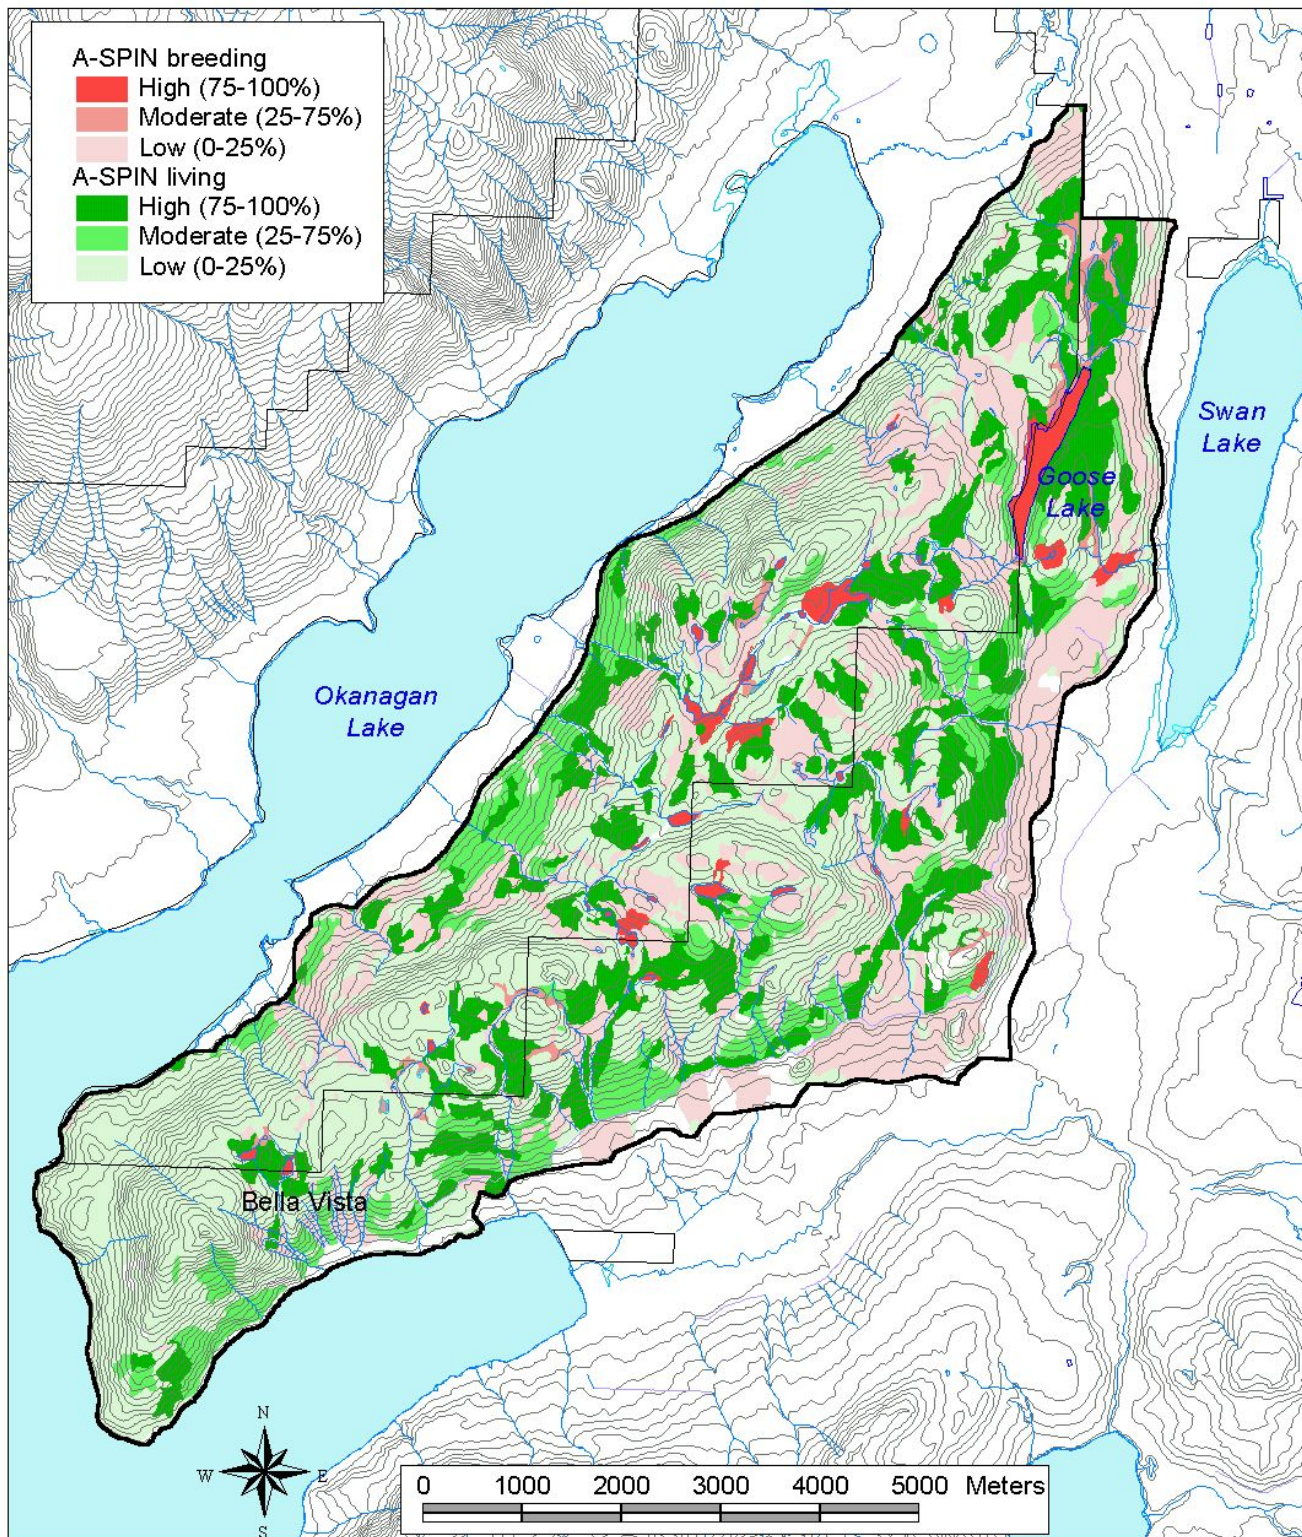 A-SPIN breeding
High (75-100%)
Moderate (25-75%)
Low (0-25%)
A-SPIN living
High (75-100%)
Moderate (25-75%)
Low (0-25%)
Swan
Lake
Goose
Lake
Okanagan
Lake
Bella Vista
N
W E
S
0 1000 2000 3000 4000 5000 Meters